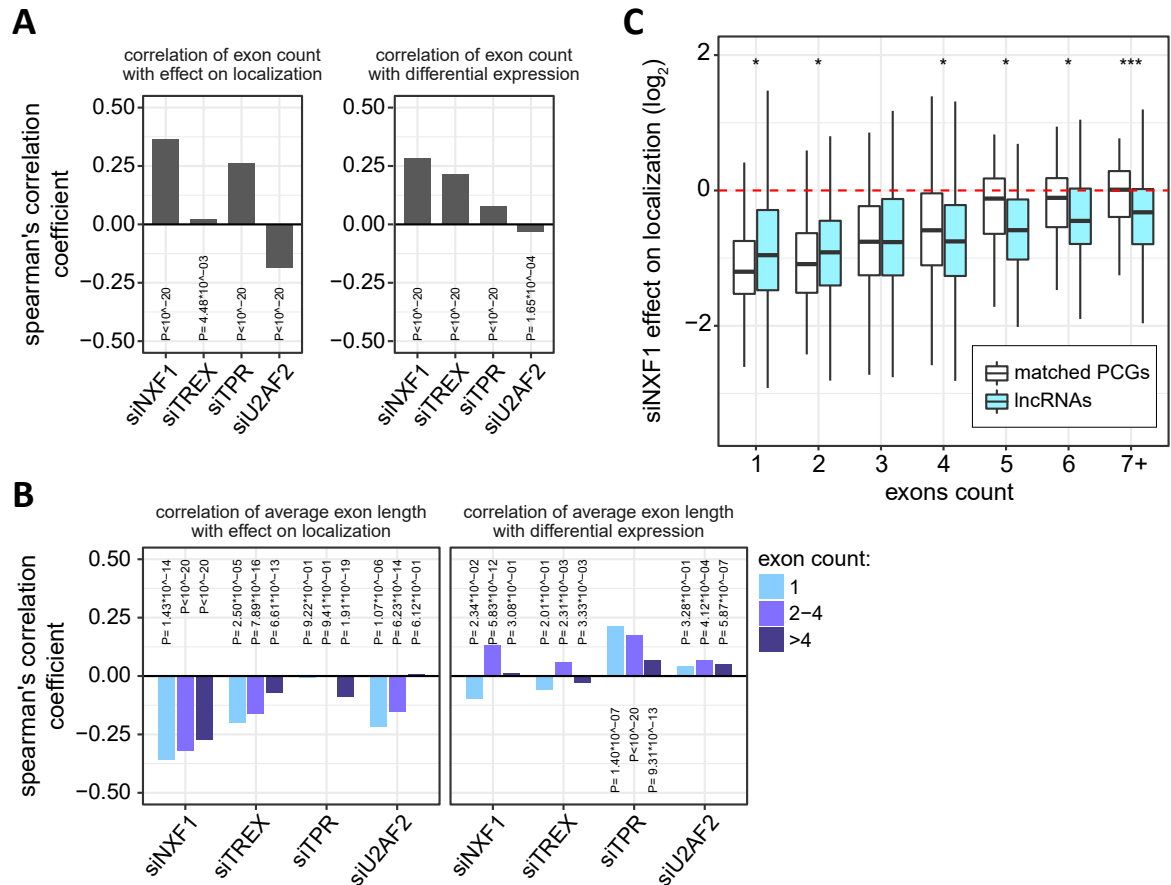 A
correlation of exon count
with effect on localization
correlation of exon count
with differential expression
spearman's correlation
coefficient
0.50
0.25
0.00
−0.25
−0.50
P<10^−20
P= 4.48*10^−03
P<10^−20
P<10^−20
P<10^−20
P<10^−20
P<10^−20
P= 1.65*10^−04
siNXF1
siTREX
siTPR
siU2AF2
siNXF1
siTREX
siTPR
siU2AF2
C
siNXF1 effect on localization (log2)
2
0
−2
* * * * * ***
matched PCGs
lncRNAs
1 2 3 4 5 6 7+
exons count
B
correlation of average exon length
with effect on localization
correlation of average exon length
with differential expression
spearman's correlation
coefficient
0.50
0.25
0.00
−0.25
−0.50
P= 1.43*10^−14
P<10^−20
P<10^−20
P= 2.50*10^−05
P= 7.89*10^−16
P= 6.61*10^−13
P= 9.22*10^−01
P= 9.41*10^−01
P= 1.91*10^−19
P= 1.07*10^−06
P= 6.23*10^−14
P= 6.12*10^−01
P= 2.34*10^−02
P= 5.83*10^−12
P= 3.08*10^−01
P= 2.01*10^−01
P= 2.31*10^−03
P= 3.33*10^−03
P= 1.40*10^−07
P<10^−20
P= 9.31*10^−13
P= 3.28*10^−01
P= 4.12*10^−04
P= 5.87*10^−07
siNXF1
siTREX
siTPR
siU2AF2
siNXF1
siTREX
siTPR
siU2AF2
exon count:
1
2−4
>4